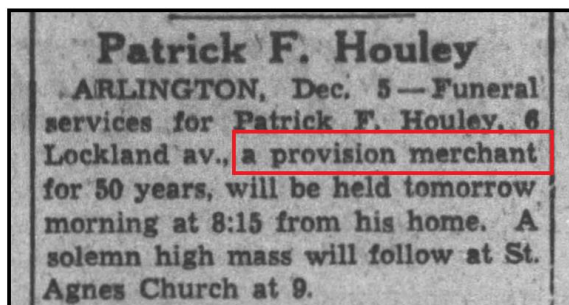 Patrick F. Houley
ARLINGTON, Dec. 5—Funeral
services for Patrick F. Houley, 6
Lockland av., a provision merchant
for 50 years, will be held tomorrow
morning at 8:15 from his home. A
solemn high mass will follow at St.
Agnes Church at 9.